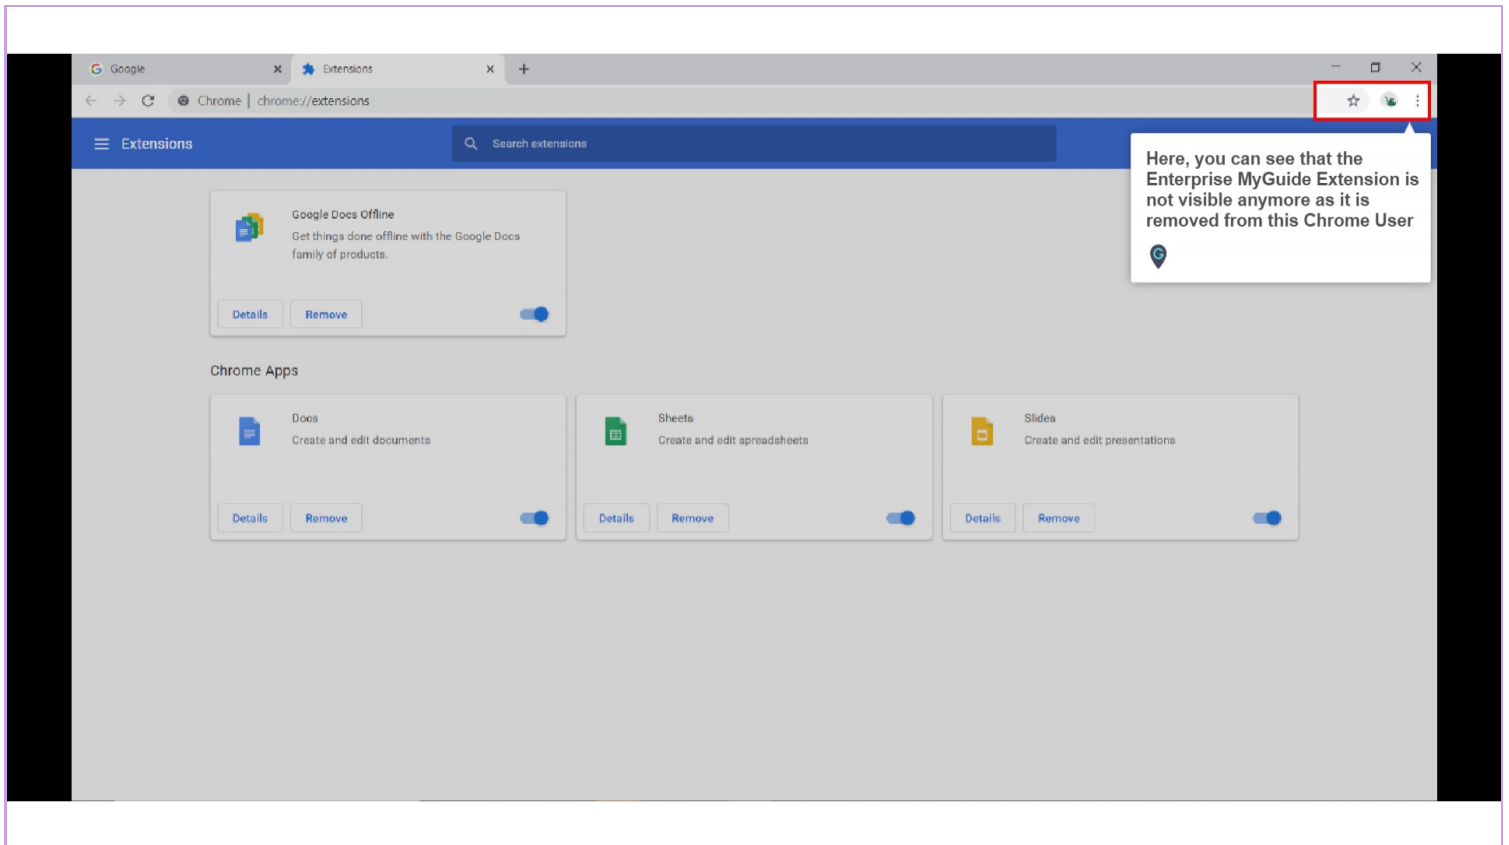 Google
Extensions
Chrome | chrome://extensions
Extensions
Search extensions
Here, you can see that the
Enterprise MyGuide Extension is
not visible anymore as it is
removed from this Chrome User
Google Docs Offline
Get things done offline with the Google Docs
family of products.
Details Remove
Chrome Apps
Docs
Create and edit documents
Details Remove
Sheets
Create and edit spreadsheets
Details Remove
Slides
Create and edit presentations
Details Remove